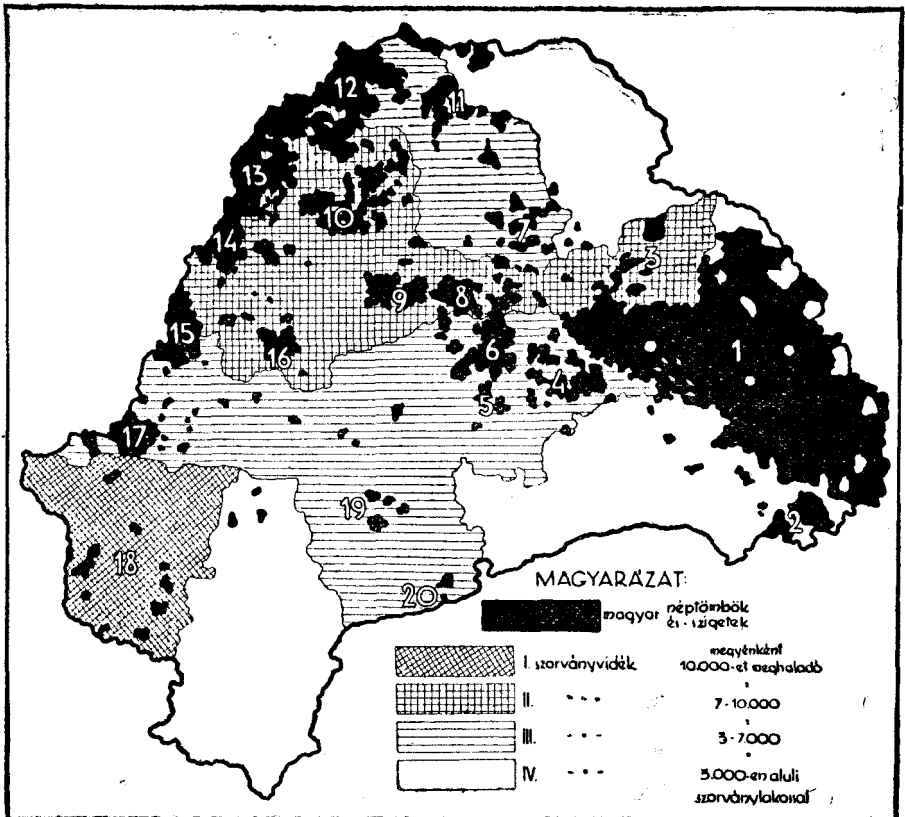 12
11
13
10
7
14
3
9
8
15
6
1
16
4
5
17
19
2
18
20
MAGYARÁZAT:
magyar néptömbök
és-szigetek
megyénként
I. szorványvidék 10.000-et meghaladó
II. - - - 7-10.000
III. - - - 3-7.000
IV. - - - 3.000-en aluli
szorványlakossal